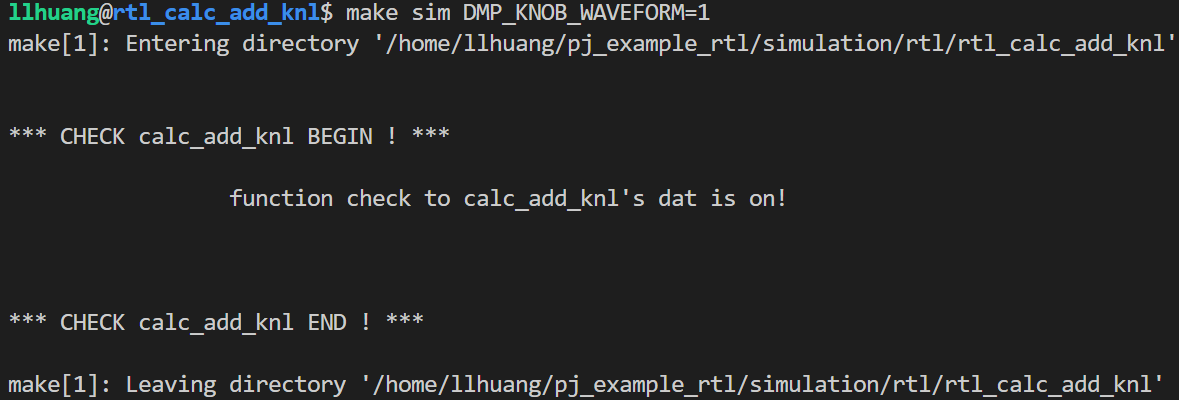 llhuang@rtl_calc_add_knl$ make sim DMP_KNOB_WAVEFORM=1
make[1]: Entering directory '/home/llhuang/pj_example_rtl/simulation/rtl/rtl_calc_add_knl'
*** CHECK calc_add_knl BEGIN ! ***
function check to calc_add_knl's dat is on!
*** CHECK calc_add_knl END ! ***
make[1]: Leaving directory '/home/llhuang/pj_example_rtl/simulation/rtl/rtl_calc_add_knl'